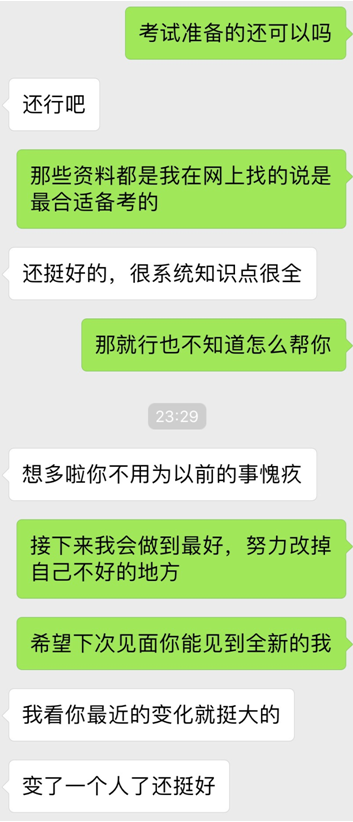 考试准备的还可以吗
还行吧
那些资料都是我在网上找的说是
最合适备考的
还挺好的，很系统知识点很全
那就行也不知道怎么帮你
23:29
想多啦你不用为以前的事愧疚
接下来我会做到最好，努力改掉
自己不好的地方
希望下次见面你能见到全新的我
我看你最近的变化就挺大的
变了一个人了还挺好